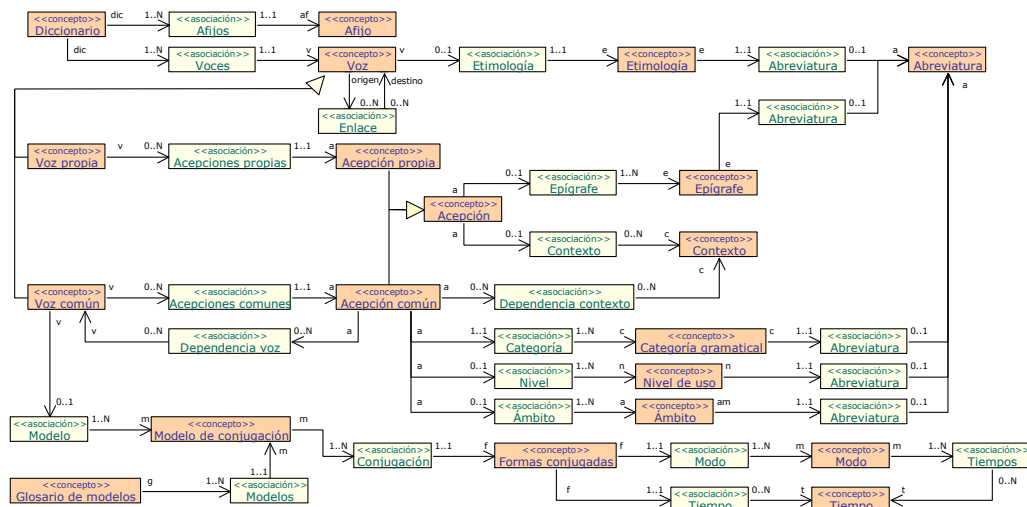 <<concepto>>
Diccionario
dic
1..N
<<asociación>>
Afijos
1..1
af
<<concepto>>
Afijo
dic
1..N
<<asociación>>
Voces
1..1
v
<<concepto>>
Voz
v
0..1
<<asociación>>
Etimología
1..1
e
<<concepto>>
Etimología
e
1..1
<<asociación>>
Abreviatura
0..1
a
<<concepto>>
Abreviatura
a
origen
destino
0..N
0..N
<<asociación>>
Enlace
1..1
<<asociación>>
Abreviatura
0..1
<<concepto>>
Voz propia
v
0..N
<<asociación>>
Acepciones propias
1..1
a
<<concepto>>
Acepción propia
<<concepto>>
Acepción
a
0..1
<<asociación>>
Epígrafe
1..N
e
<<concepto>>
Epígrafe
e
a
0..1
<<asociación>>
Contexto
0..N
c
<<concepto>>
Contexto
c
<<concepto>>
Voz común
v
0..N
<<asociación>>
Acepciones comunes
1..1
a
<<concepto>>
Acepción común
a
0..N
<<asociación>>
Dependencia contexto
0..N
v
v
0..N
<<asociación>>
Dependencia voz
0..N
a
a
1..1
<<asociación>>
Categoría
1..N
c
<<concepto>>
Categoría gramatical
c
1..1
<<asociación>>
Abreviatura
0..1
a
0..1
<<asociación>>
Nivel
1..N
n
<<concepto>>
Nivel de uso
n
1..1
<<asociación>>
Abreviatura
0..1
a
0..1
<<asociación>>
Ámbito
1..N
a
<<concepto>>
Ámbito
am
1..1
<<asociación>>
Abreviatura
0..1
0..1
<<asociación>>
Modelo
1..N
m
<<concepto>>
Modelo de conjugación
m
m
1..N
<<asociación>>
Conjugación
1..1
f
<<concepto>>
Formas conjugadas
f
1..1
<<asociación>>
Modo
1..N
m
<<concepto>>
Modo
m
1..N
<<asociación>>
Tiempos
0..N
<<concepto>>
Glosario de modelos
g
1..N
1..1
<<asociación>>
Modelos
f
1..1
<<asociación>>
Tiempo
0..N
t
<<concepto>>
Tiempo
t